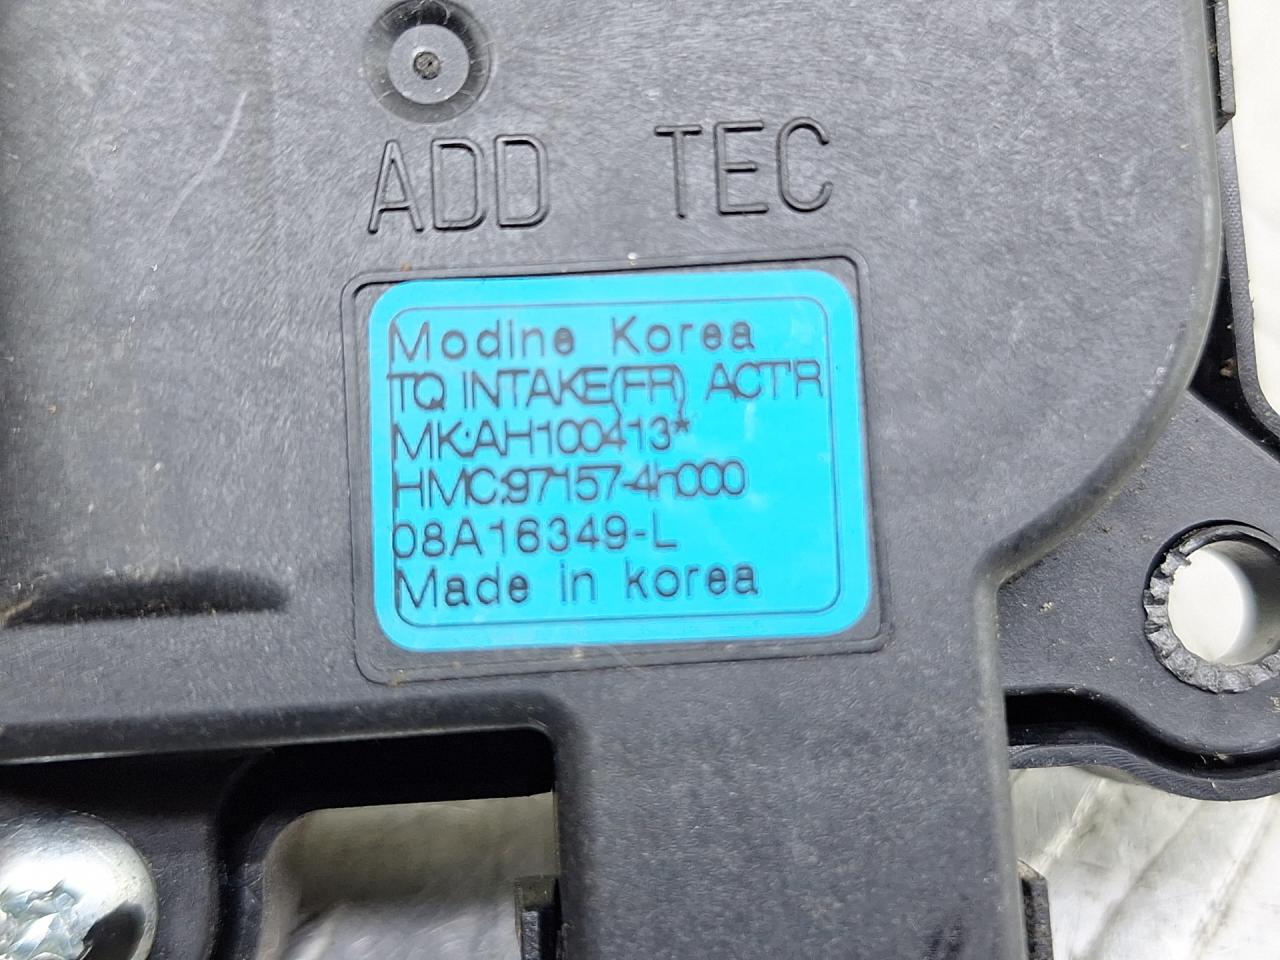 ADD TEC
Modine Korea
TQ INTAKE(FR) ACT'R
MK:AH100413*
HMC:97157-4h000
08A16349-L
Made in korea